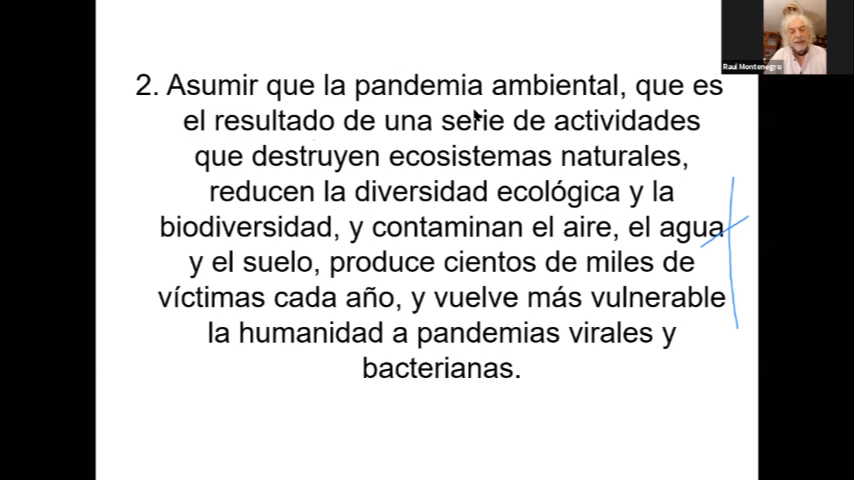 Raul Montenegro
2. Asumir que la pandemia ambiental, que es
el resultado de una serie de actividades
que destruyen ecosistemas naturales,
reducen la diversidad ecológica y la
biodiversidad, y contaminan el aire, el agua
y el suelo, produce cientos de miles de
víctimas cada año, y vuelve más vulnerable
la humanidad a pandemias virales y
bacterianas.